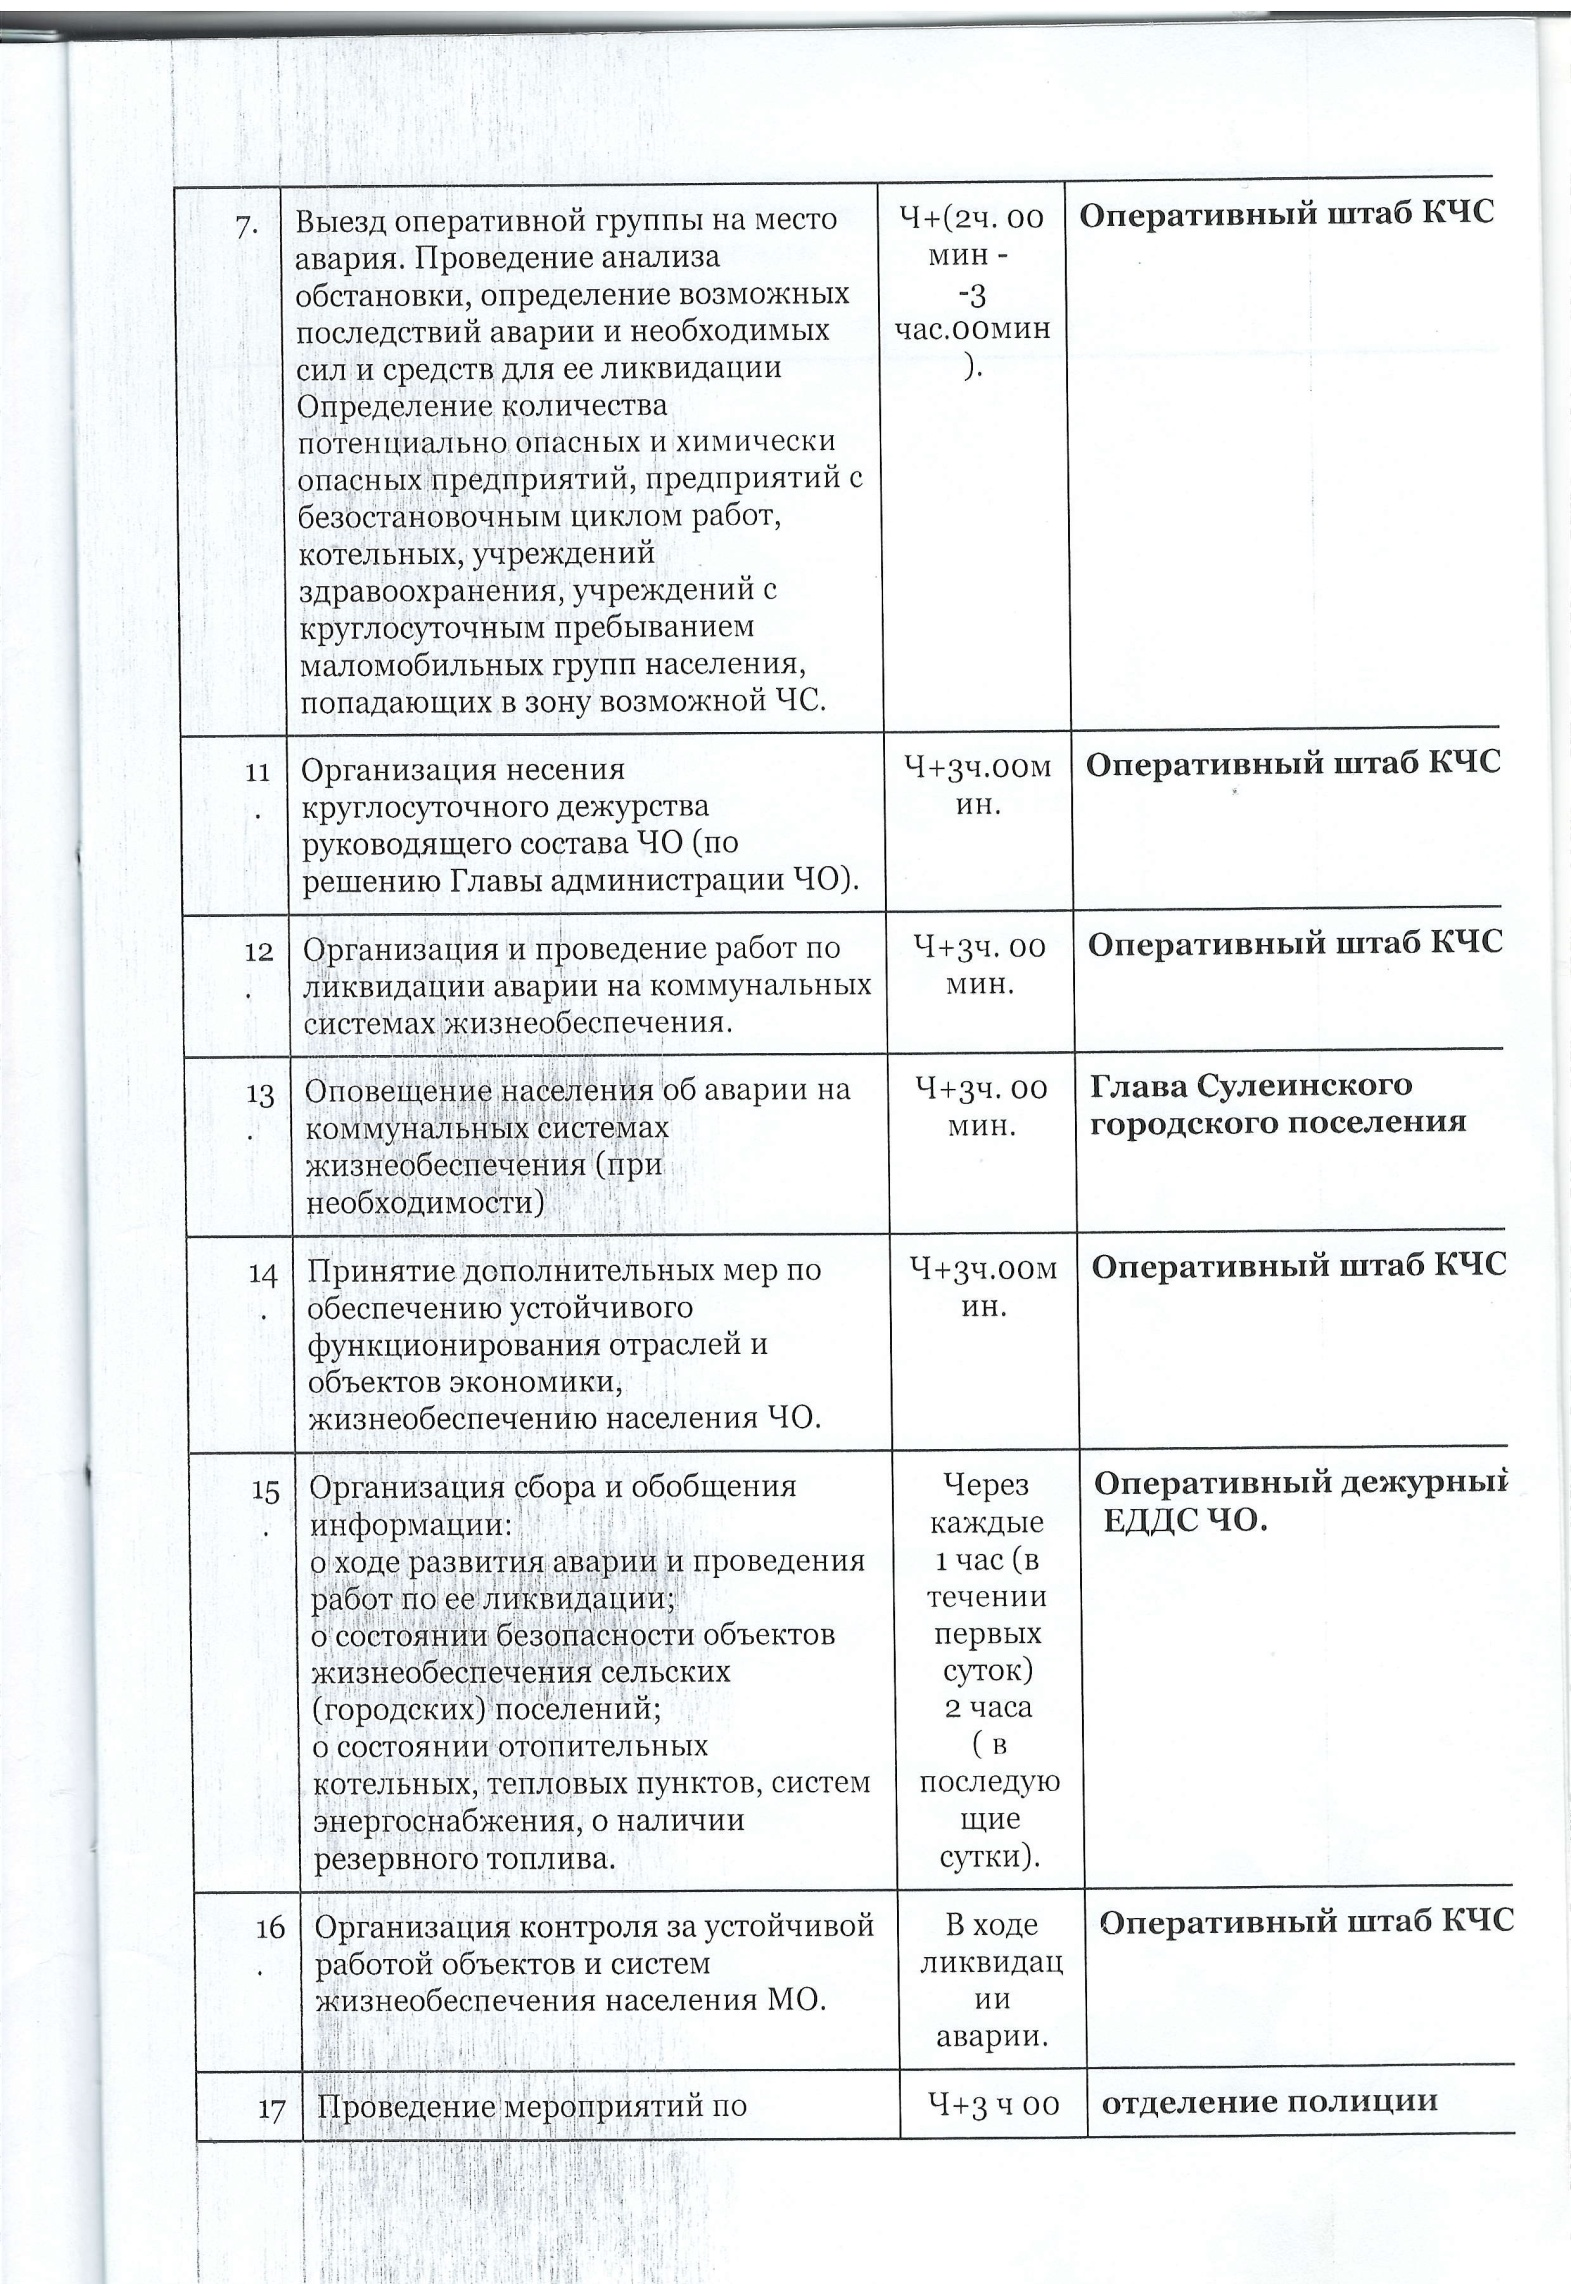 7.
Выезд оперативной группы на место
авария. Проведение анализа
обстановки, определение возможных
последствий аварии и необходимых
сил и средств для ее ликвидации
Определение количества
потенциально опасных и химически
опасных предприятий, предприятий с
безостановочным циклом работ,
котельных, учреждений
здравоохранения, учреждений с
круглосуточным пребыванием
маломобильных групп населения,
попадающих в зону возможной ЧС.
Ч+(2ч. 00
мин -
-3
час.00мин
).
Оперативный штаб КЧС
11
.
Организация несения
круглосуточного дежурства
руководящего состава ЧО (по
решению Главы администрации ЧО).
Ч+3ч.00м
ин.
Оперативный штаб КЧС
12
.
Организация и проведение работ по
ликвидации аварии на коммунальных
системах жизнеобеспечения.
Ч+3ч. 00
мин.
Оперативный штаб КЧС
13
.
Оповещение населения об аварии на
коммунальных системах
жизнеобеспечения (при
необходимости)
Ч+3ч. 00
мин.
Глава Сулеинского
городского поселения
14
.
Принятие дополнительных мер по
обеспечению устойчивого
функционирования отраслей и
объектов экономики,
жизнеобеспечению населения ЧО.
Ч+3ч.00м
ин.
Оперативный штаб КЧС
15
.
Организация сбора и обобщения
информации:
о ходе развития аварии и проведения
работ по ее ликвидации;
о состоянии безопасности объектов
жизнеобеспечения сельских
(городских) поселений;
о состоянии отопительных
котельных, тепловых пунктов, систем
энергоснабжения, о наличии
резервного топлива.
Через
каждые
1 час (в
течении
первых
суток)
2 часа
( в
последую
щие
сутки).
Оперативный дежурный
ЕДДС ЧО.
16
.
Организация контроля за устойчивой
работой объектов и систем
жизнеобеспечения населения МО.
В ходе
ликвидац
ии
аварии.
Оперативный штаб КЧС
17
Проведение мероприятий по
Ч+3 ч 00
отделение полиции